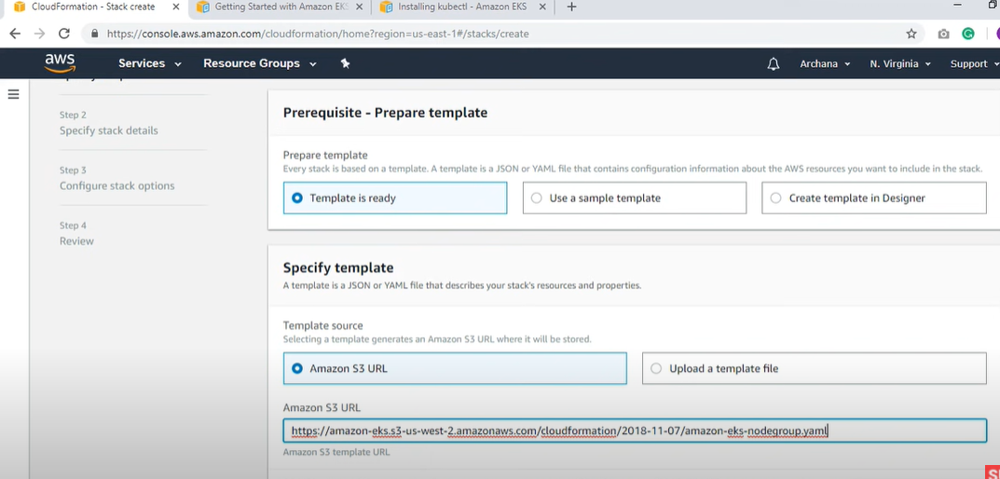 CloudFormation - Stack create
Getting Started with Amazon EKS
Installing kubectl - Amazon EKS
https://console.aws.amazon.com/cloudformation/home?region=us-east-1#/stacks/create
aws Services Resource Groups Archana N. Virginia Support
Step 2
Specify stack details
Step 3
Configure stack options
Step 4
Review
Prerequisite - Prepare template
Prepare template
Every stack is based on a template. A template is a JSON or YAML file that contains configuration information about the AWS resources you want to include in the stack.
Template is ready
Use a sample template
Create template in Designer
Specify template
A template is a JSON or YAML file that describes your stack's resources and properties.
Template source
Selecting a template generates an Amazon S3 URL where it will be stored.
Amazon S3 URL
Upload a template file
Amazon S3 URL
https://amazon-eks.s3-us-west-2.amazonaws.com/cloudformation/2018-11-07/amazon-eks-nodegroup.yaml
Amazon S3 template URL